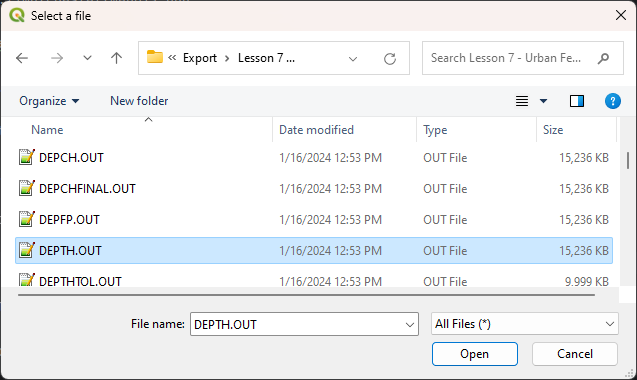 Select a file
Export > Lesson 7 ...
Search Lesson 7 - Urban Fe...
Organize New folder
Name Date modified Type Size
DEPCH.OUT 1/16/2024 12:53 PM OUT File 15,236 KB
DEPCHFINAL.OUT 1/16/2024 12:53 PM OUT File 15,236 KB
DEPFP.OUT 1/16/2024 12:53 PM OUT File 15,236 KB
DEPTH.OUT 1/16/2024 12:53 PM OUT File 15,236 KB
DEPTHTOL.OUT 1/16/2024 12:53 PM OUT File 9,999 KB
File name: DEPTH.OUT All Files (*)
Open Cancel